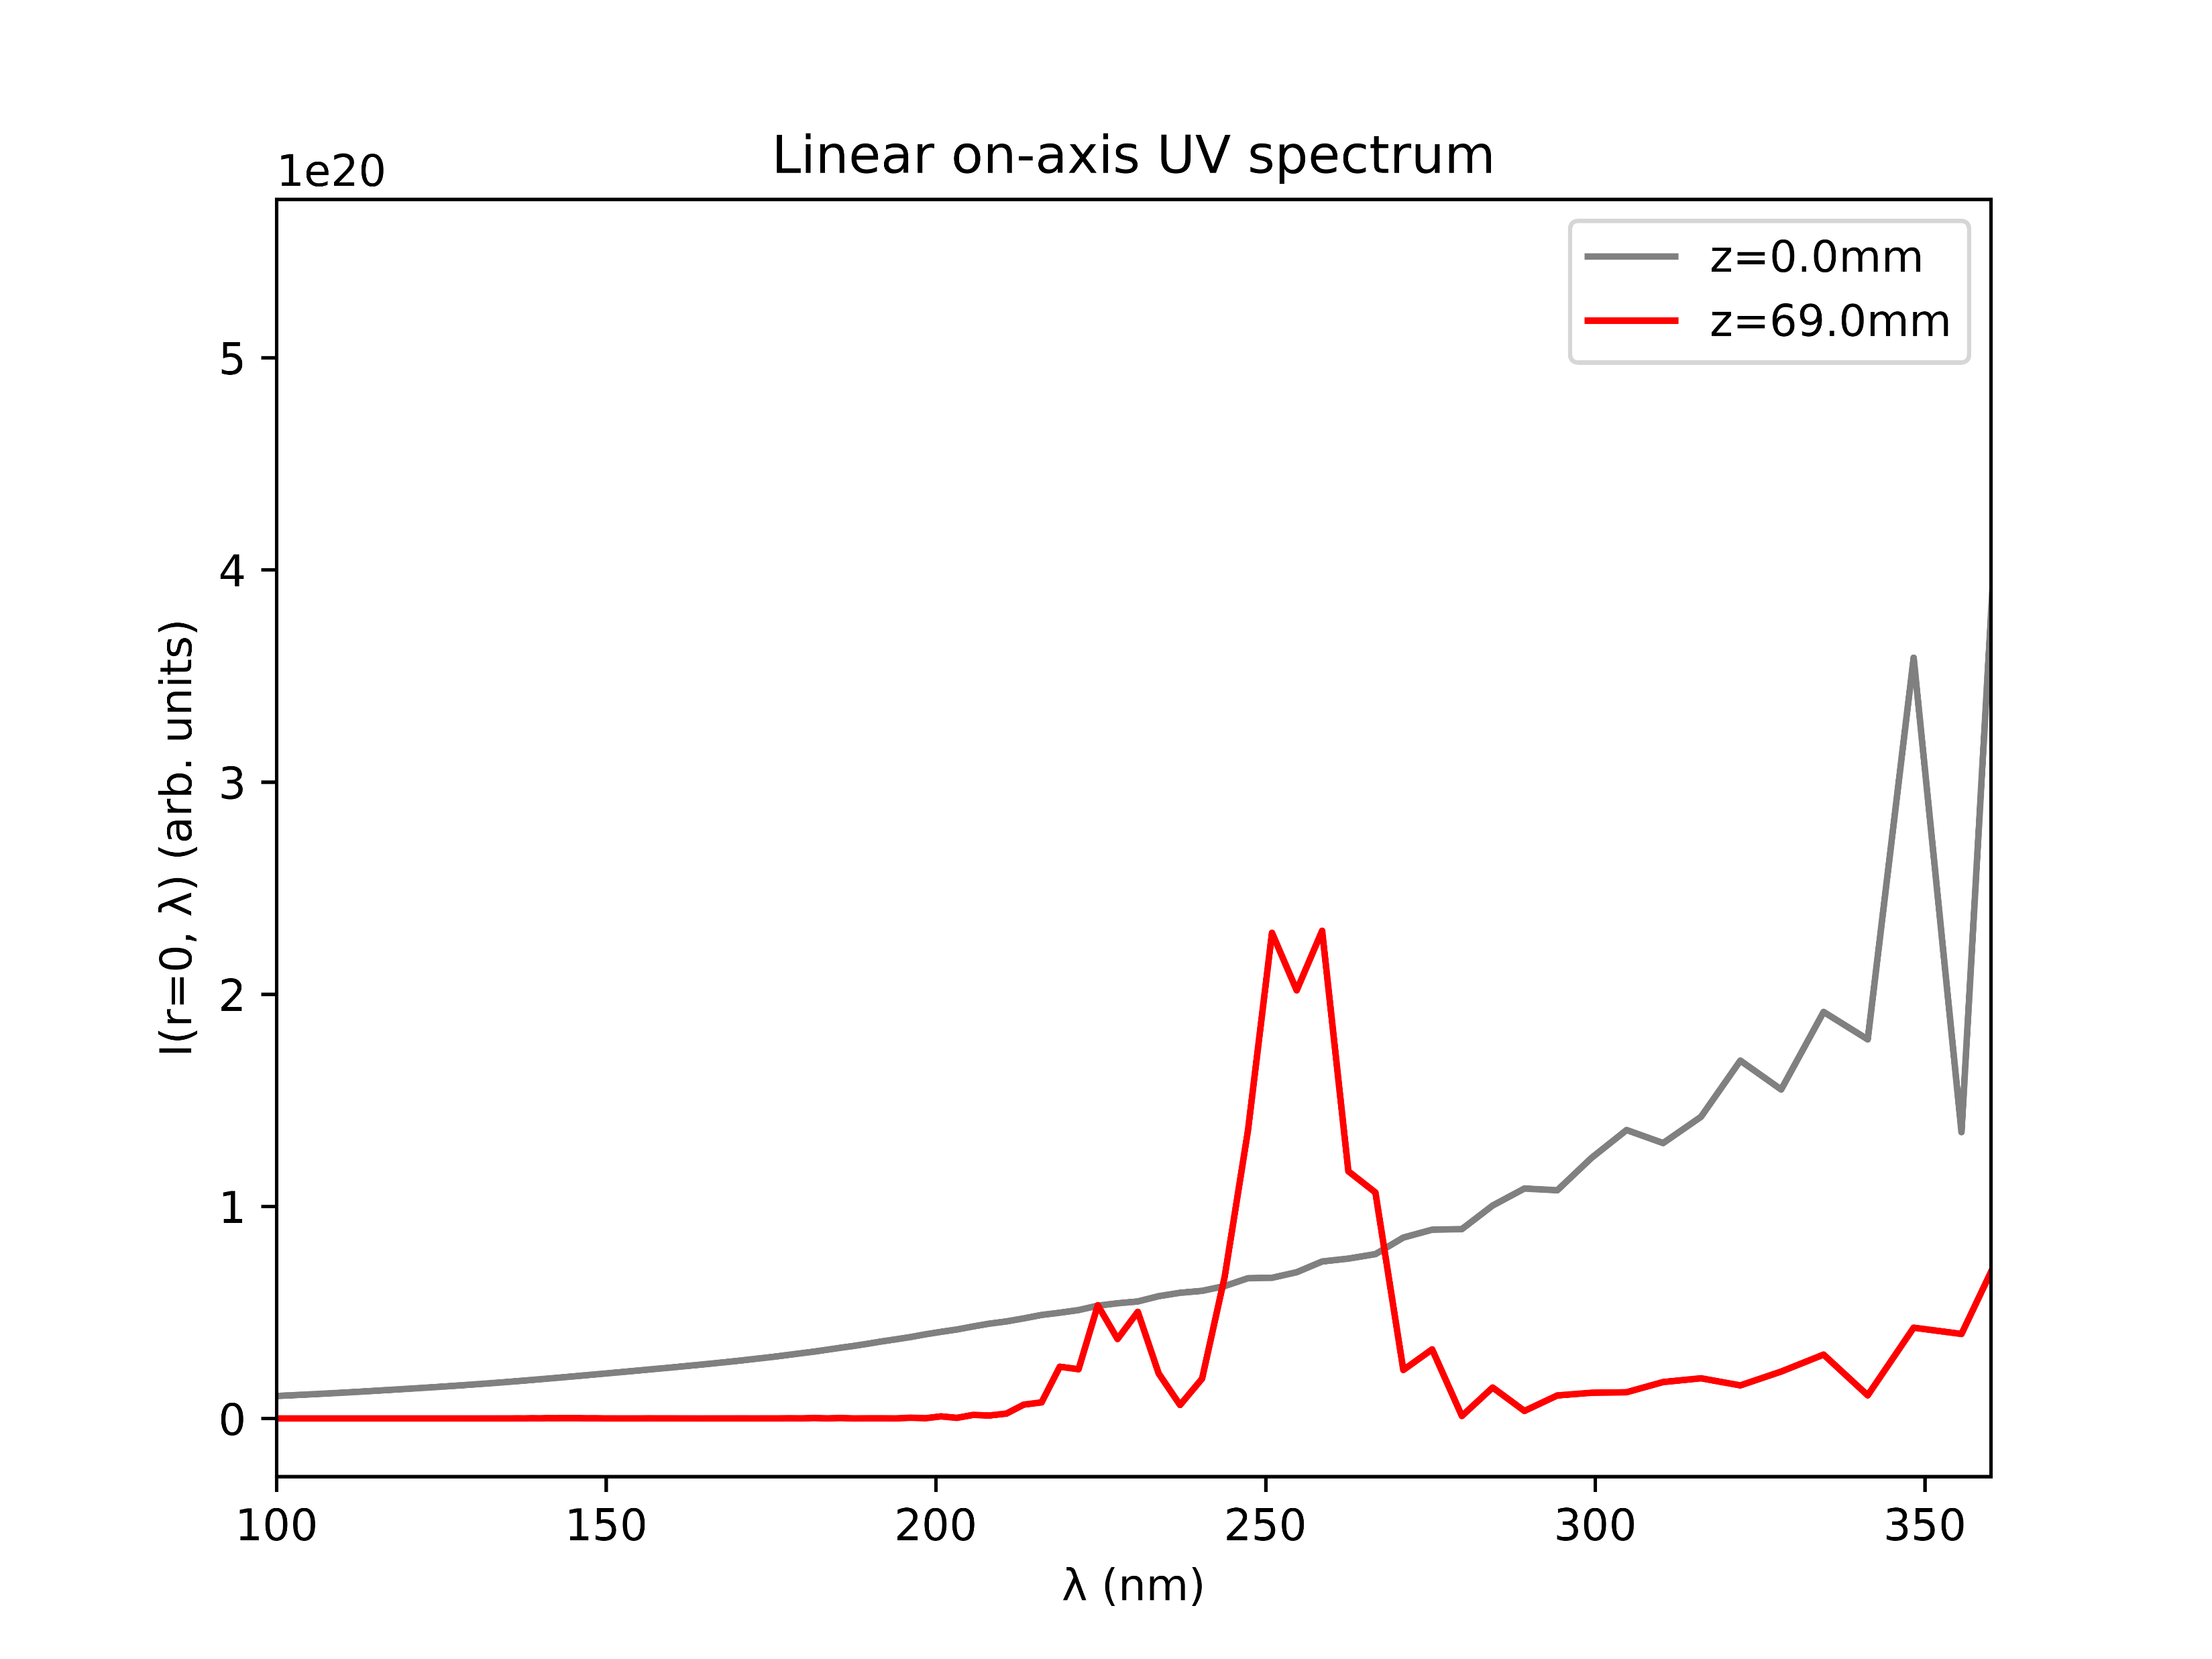 Linear on-axis UV spectrum
1e20
z=0.0mm
z=69.0mm
5
4
3
2
1
0
I(r=0, λ) (arb. units)
100 150 200 250 300 350
λ (nm)